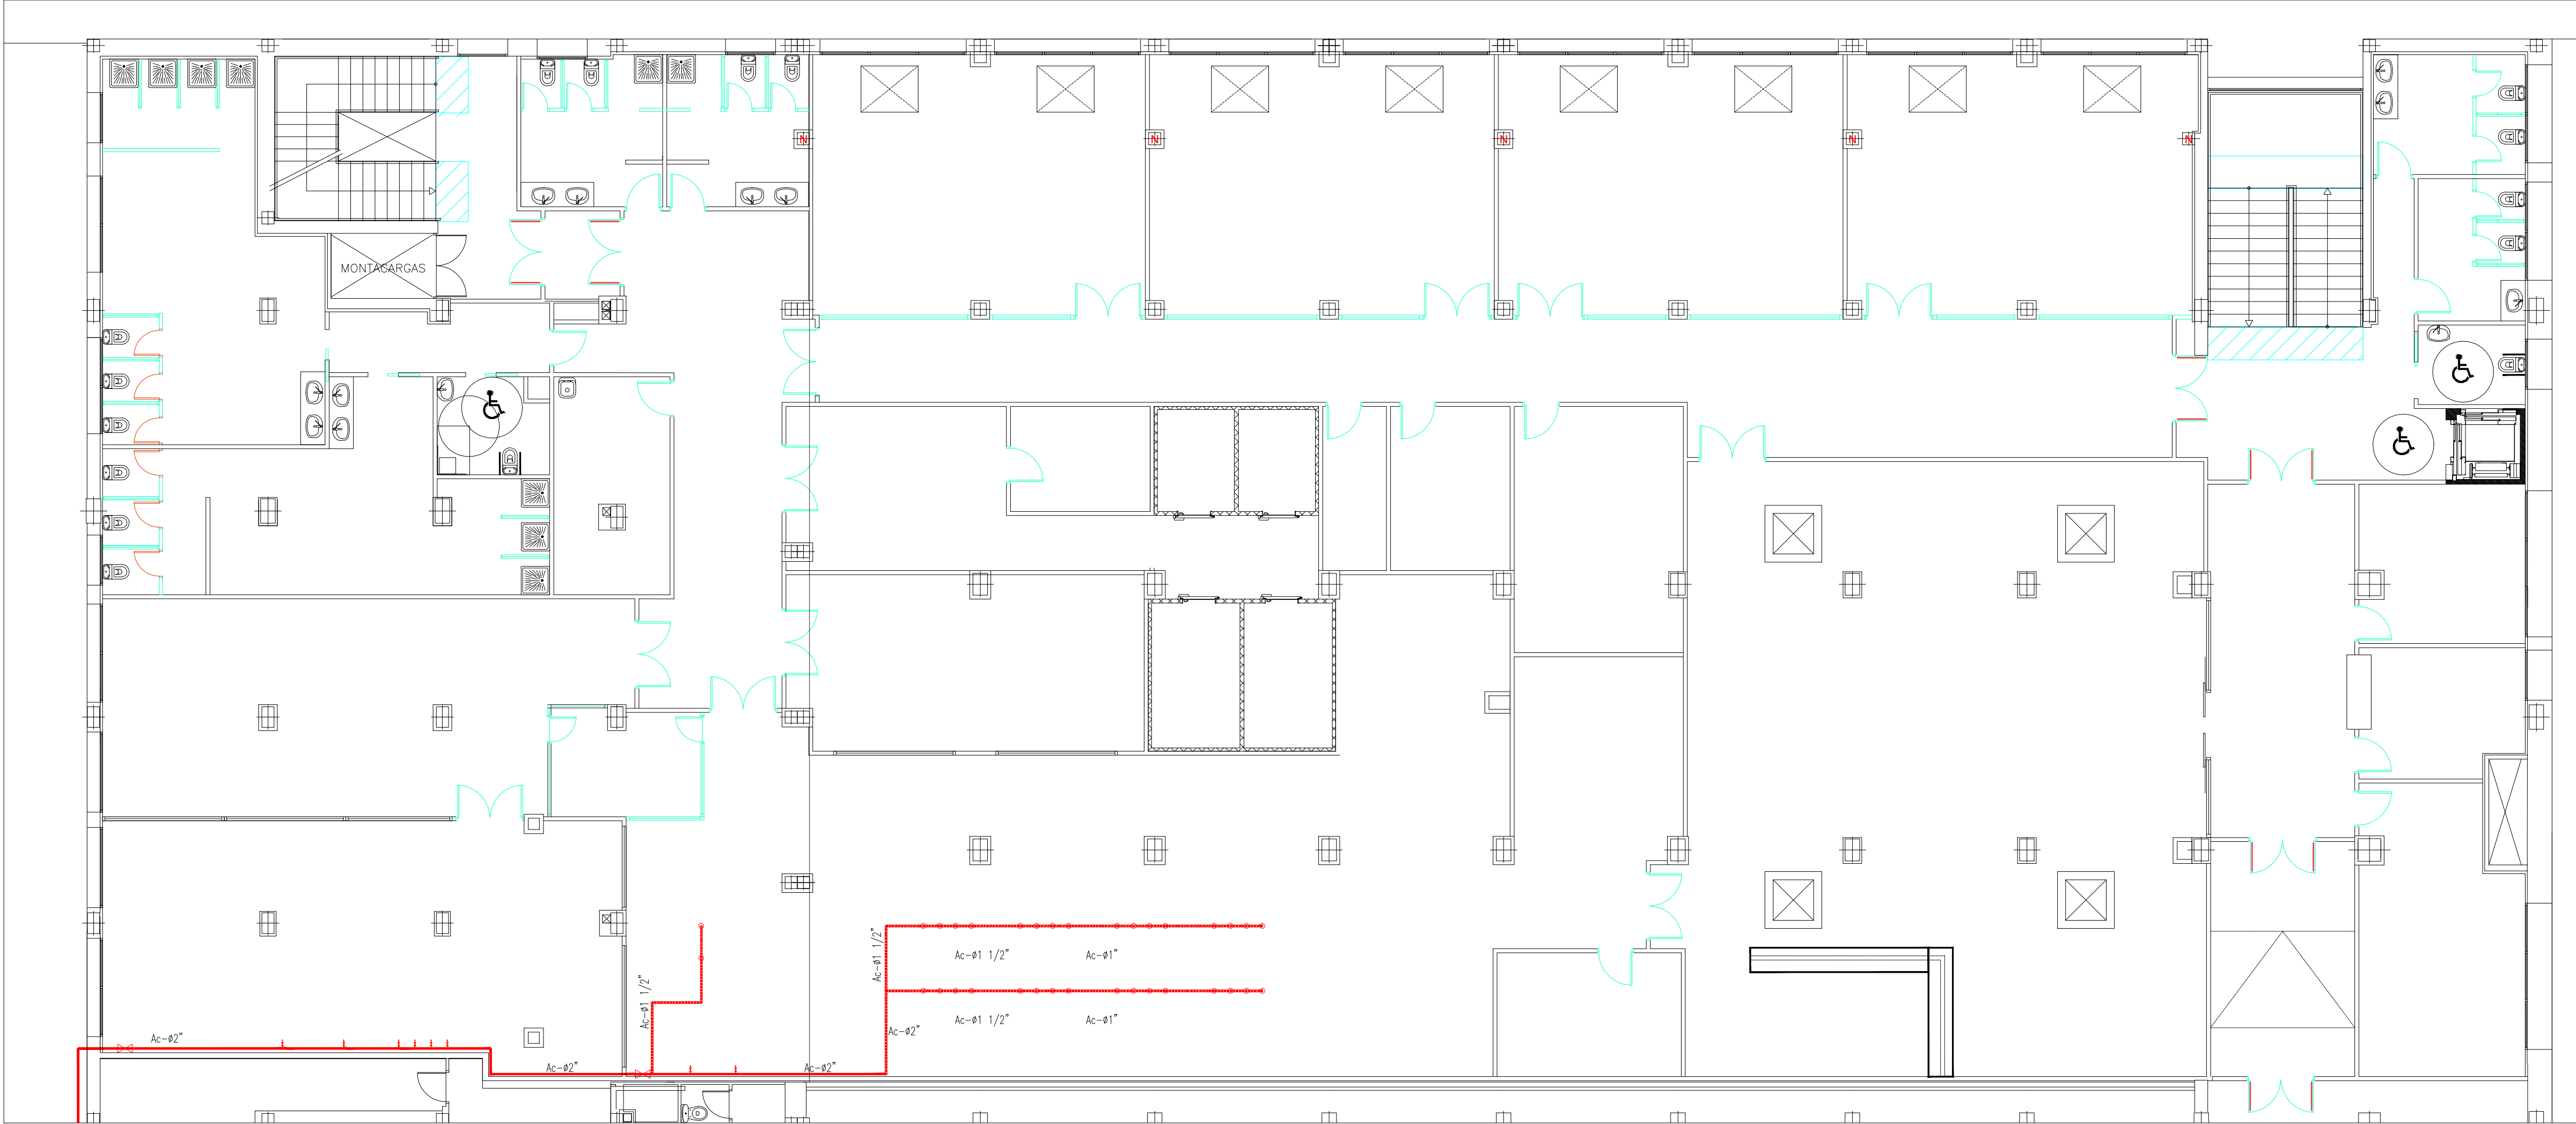 N N N N N
MONTACARGAS
Ac-ø1 1/2"
Ac-ø1 1/2" Ac-ø1"
Ac-ø1 1/2"
Ac-ø1 1/2" Ac-ø1"
Ac-ø2"
Ac-ø2"
Ac-ø2" Ac-ø2"